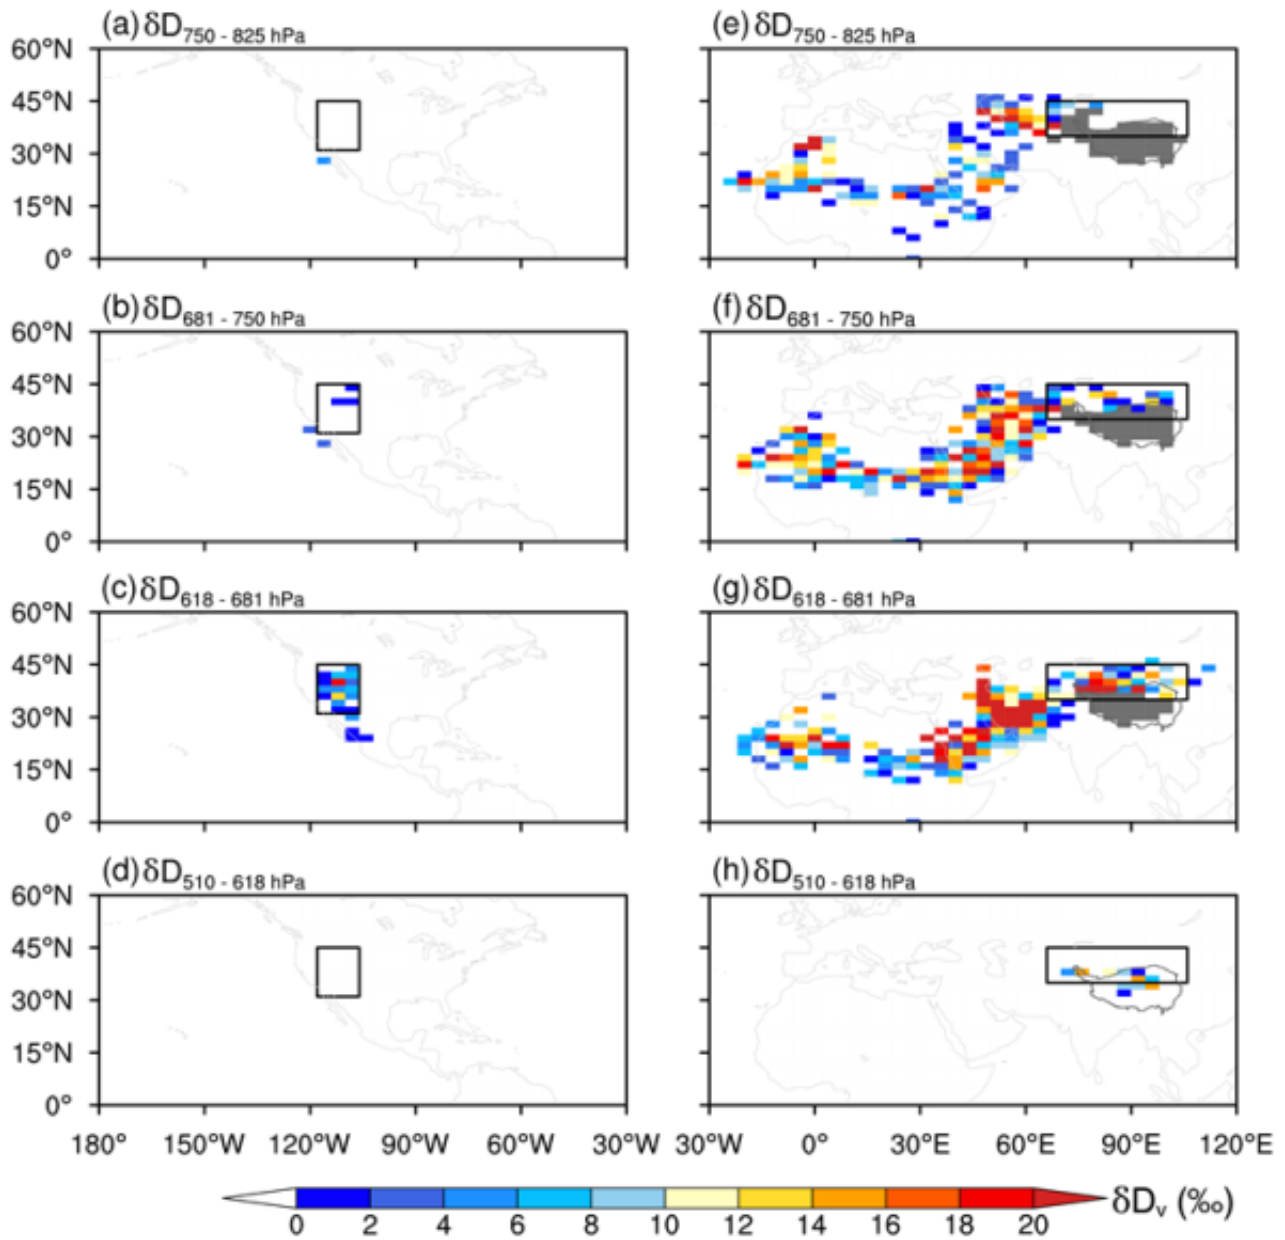 (a) δD750 - 825 hPa
60°N
45°N
30°N
15°N
0°
(e) δD750 - 825 hPa
(b) δD681 - 750 hPa
60°N
45°N
30°N
15°N
0°
(f) δD681 - 750 hPa
(c) δD618 - 681 hPa
60°N
45°N
30°N
15°N
0°
(g) δD618 - 681 hPa
(d) δD510 - 618 hPa
60°N
45°N
30°N
15°N
0°
180° 150°W 120°W 90°W 60°W 30°W
(h) δD510 - 618 hPa
30°W 0° 30°E 60°E 90°E 120°E
0 2 4 6 8 10 12 14 16 18 20
δDv (‰)